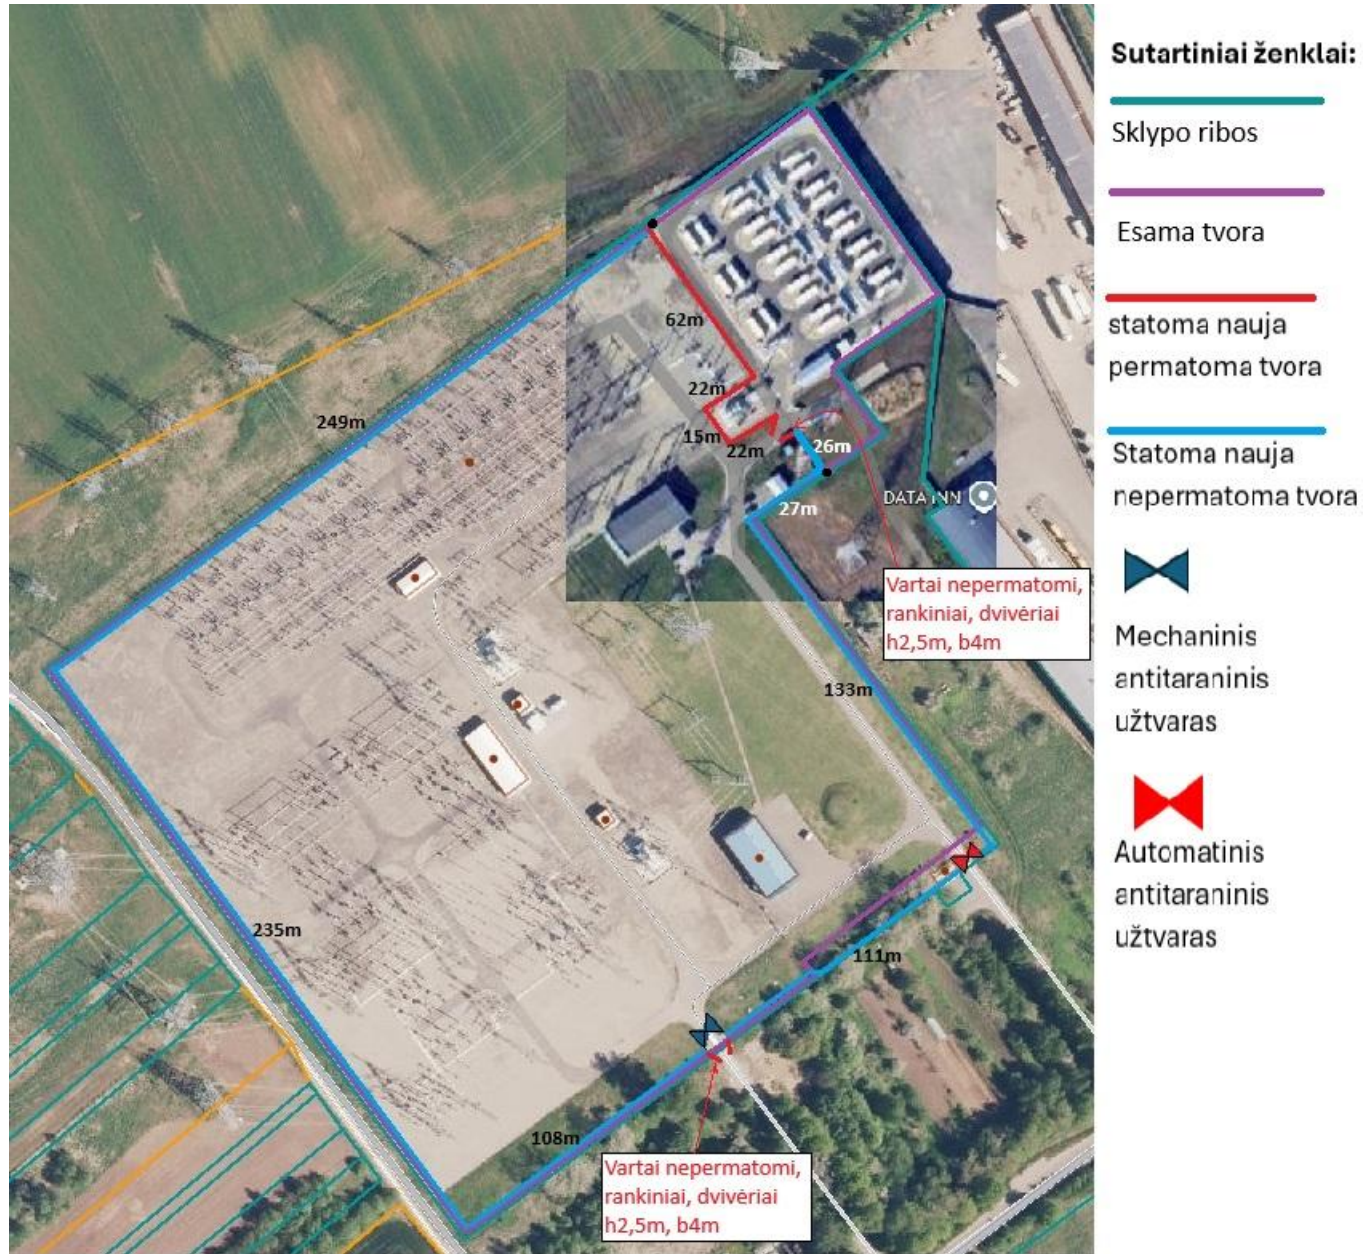 Sutartiniai ženklai:
Sklypo ribos
Esama tvora
statoma nauja
permatoma tvora
Statoma nauja
nepermatoma tvora
Mechaninis
antitaraninis
užtvaras
Automatinis
antitaraninis
užtvaras
62m
22m
15m
22m
26m
27m
DATA INN
249m
Vartai nepermatomi,
rankiniai, dvivėriai
h2,5m, b4m
133m
235m
111m
108m
Vartai nepermatomi,
rankiniai, dvivėriai
h2,5m, b4m